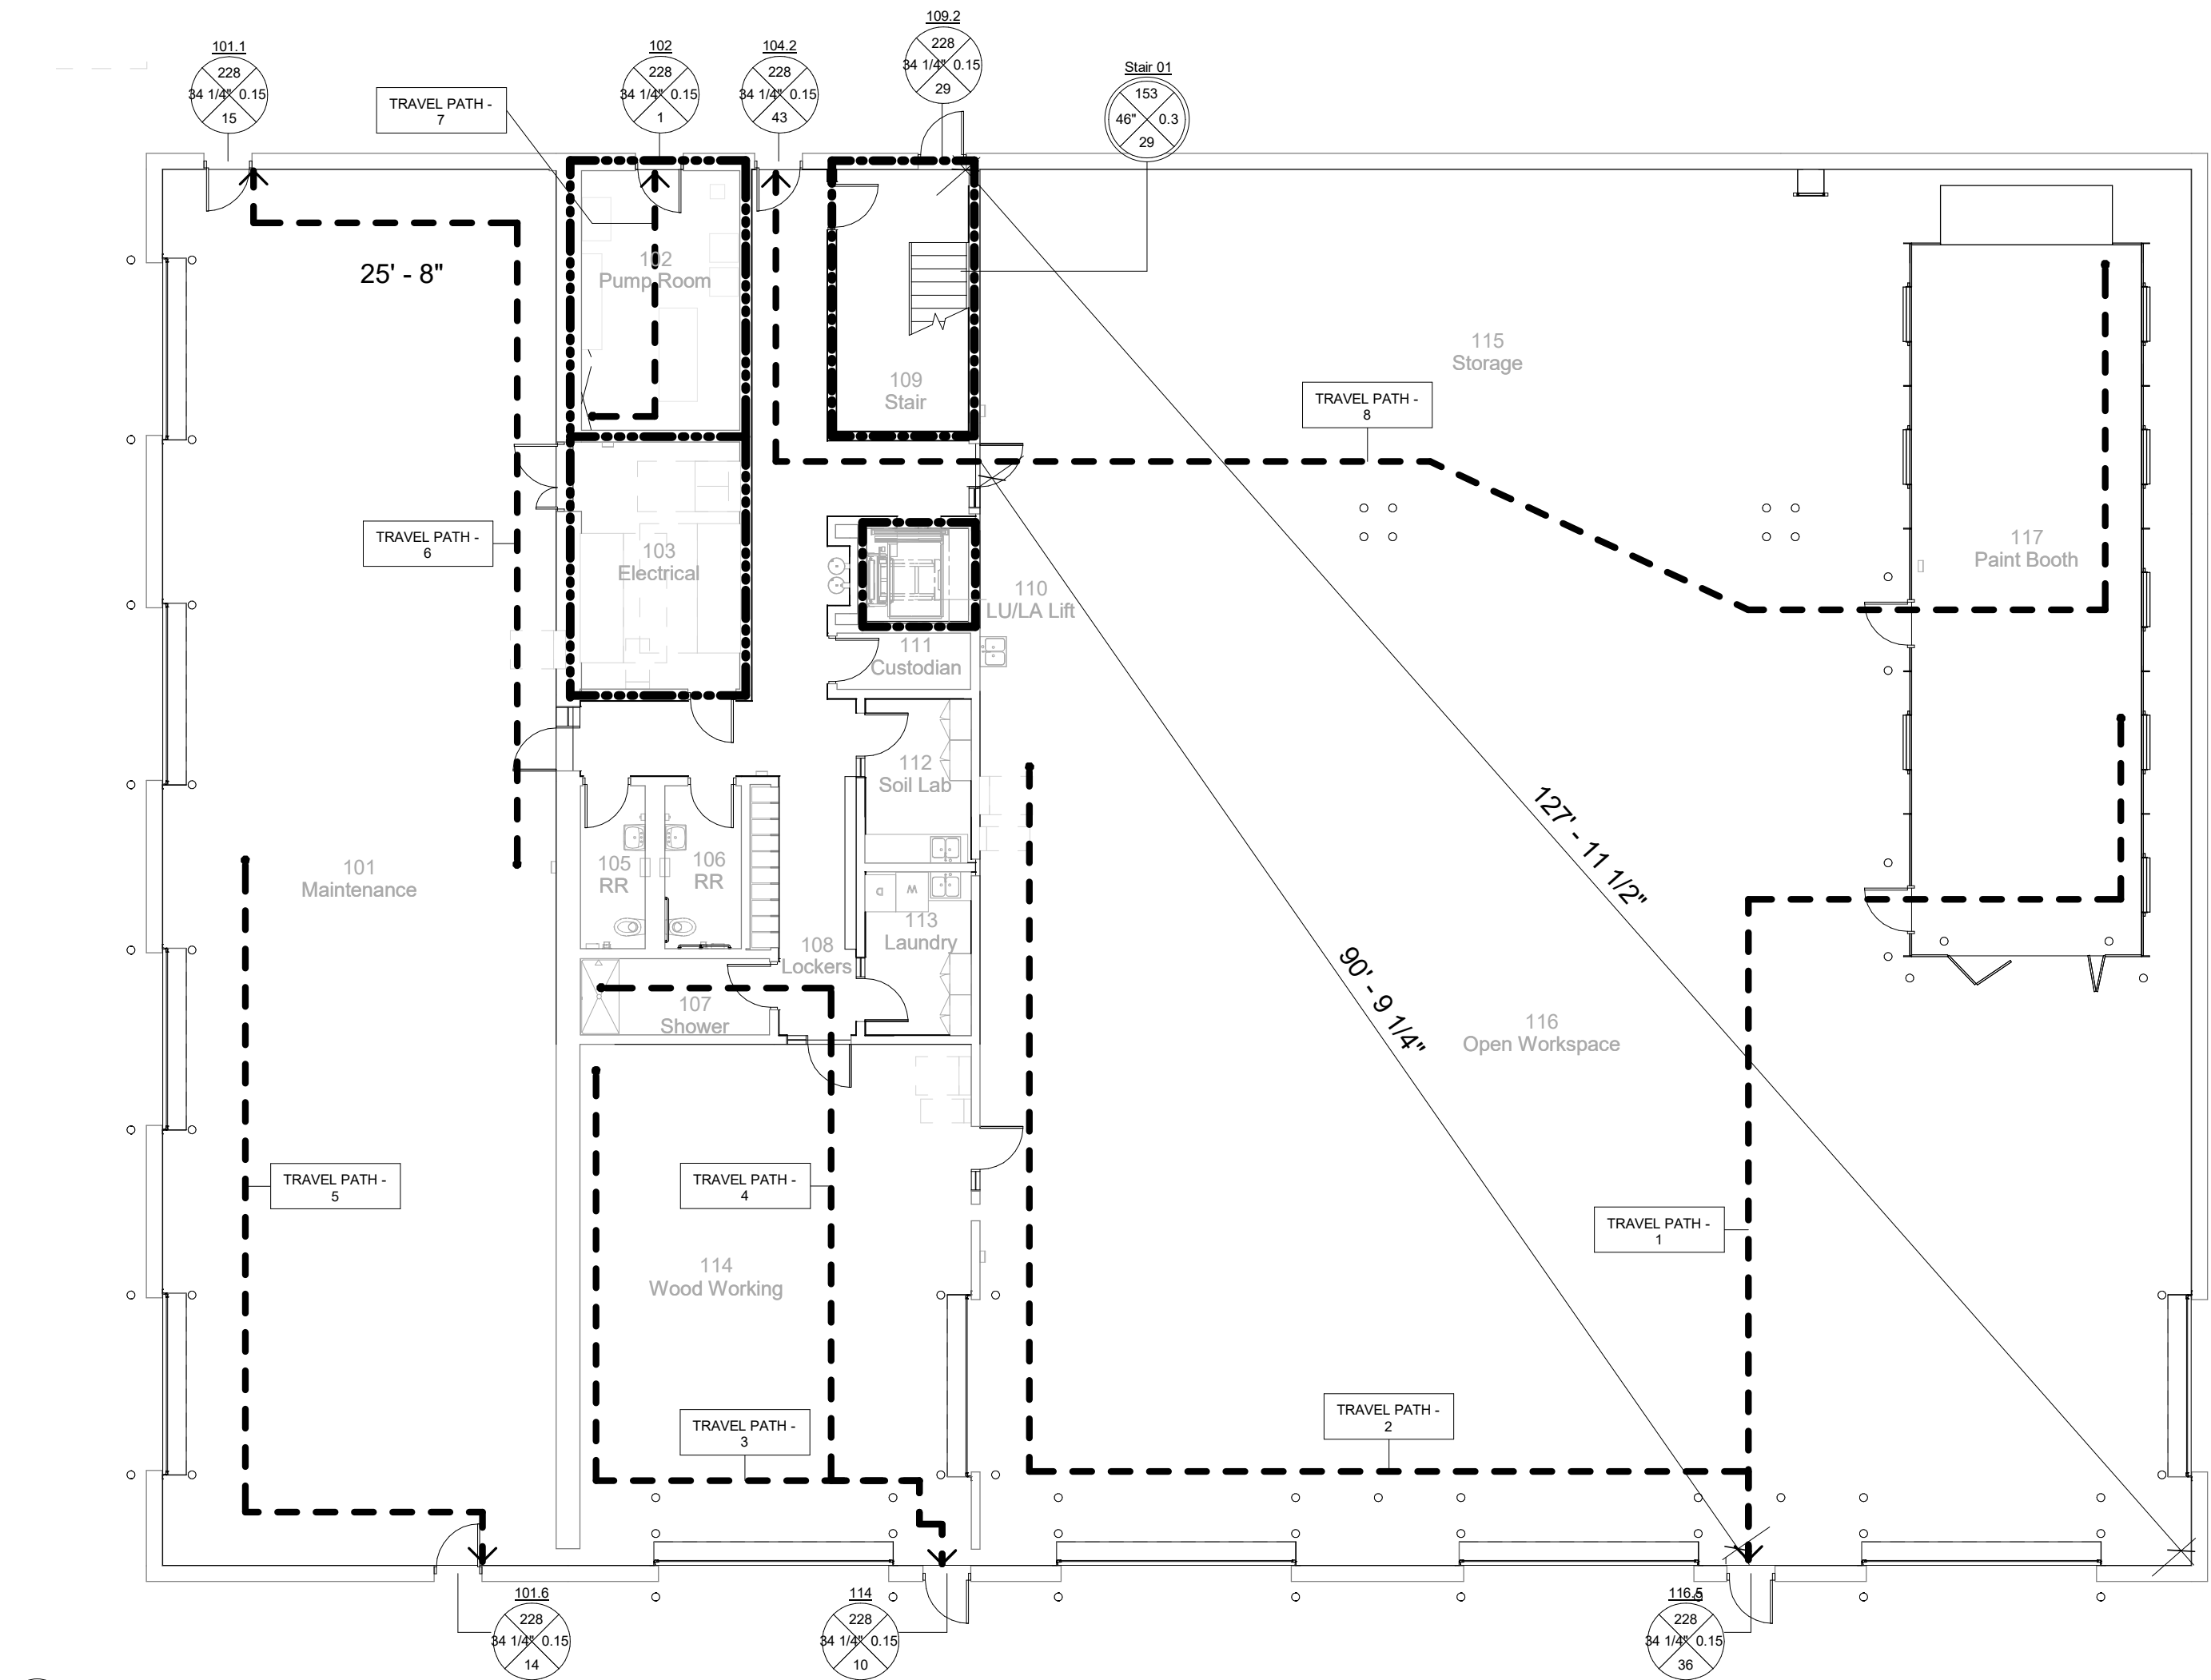 109.2
228
34 1/4" 0.15
29
101.1
228
34 1/4" 0.15
15
102
228
34 1/4" 0.15
1
104.2
228
34 1/4" 0.15
43
Stair 01
153
46" 0.3
29
TRAVEL PATH -
7
25' - 8"
102
Pump Room
109
Stair
115
Storage
TRAVEL PATH -
8
TRAVEL PATH -
6
103
Electrical
117
Paint Booth
110
LU/LA Lift
111
Custodian
112
Soil Lab
127' - 11 1/2"
101
Maintenance
105
RR
106
RR
D
W
113
Laundry
108
Lockers
90' - 9 1/4"
107
Shower
116
Open Workspace
TRAVEL PATH -
5
TRAVEL PATH -
4
TRAVEL PATH -
1
114
Wood Working
TRAVEL PATH -
3
TRAVEL PATH -
2
101.6
228
34 1/4" 0.15
14
114
228
34 1/4" 0.15
10
116.5
228
34 1/4" 0.15
36